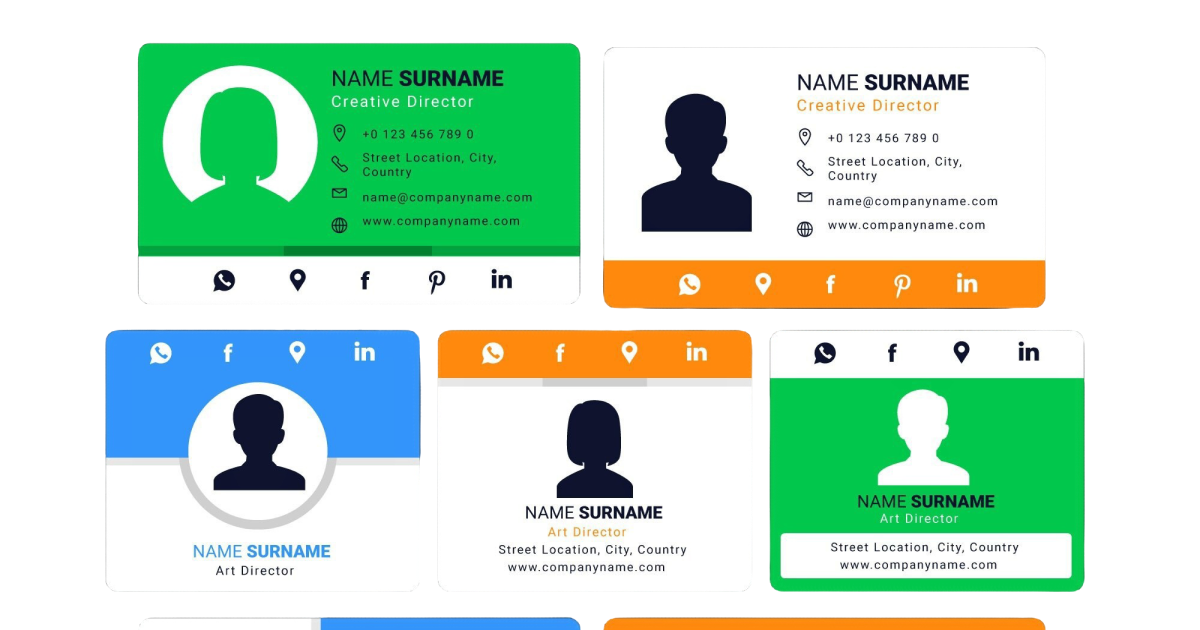 NAME SURNAME
Creative Director
+0 123 456 789 0
Street Location, City,
Country
name@companyname.com
www.companyname.com
NAME SURNAME
Creative Director
+0 123 456 789 0
Street Location, City,
Country
name@companyname.com
www.companyname.com
NAME SURNAME
Art Director
NAME SURNAME
Art Director
Street Location, City, Country
www.companyname.com
NAME SURNAME
Art Director
Street Location, City, Country
www.companyname.com